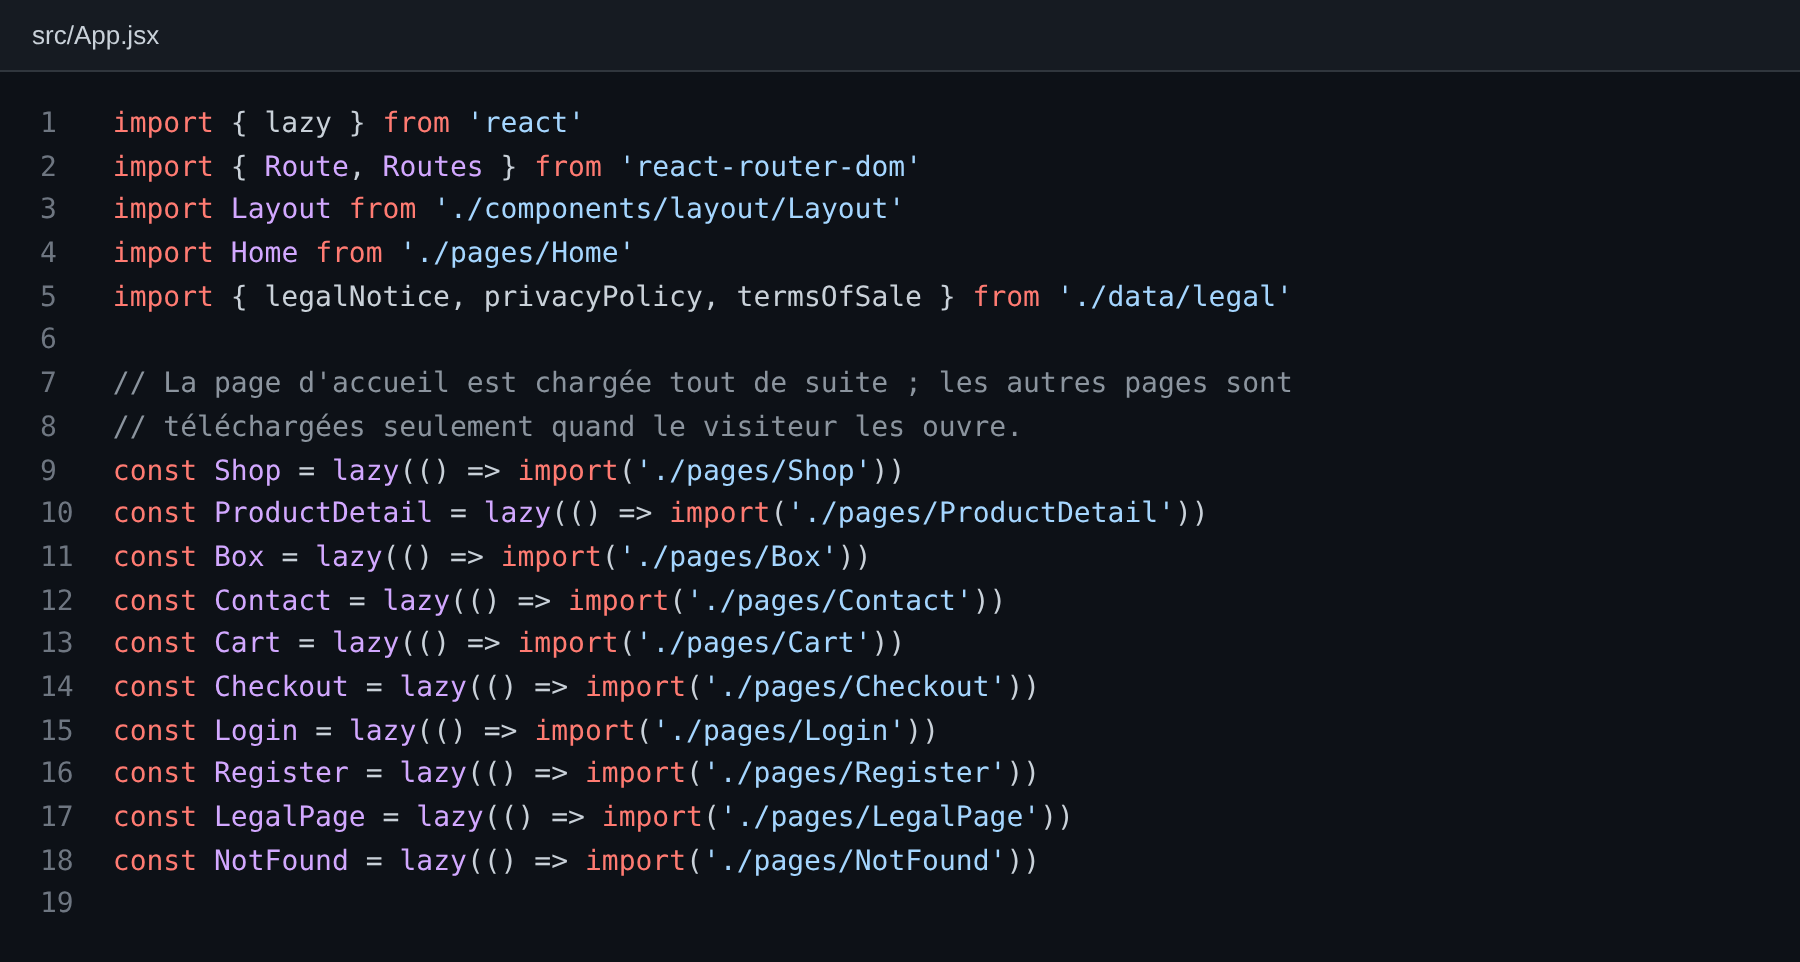 src/App.jsx
1 import { lazy } from 'react'
2 import { Route, Routes } from 'react-router-dom'
3 import Layout from './components/layout/Layout'
4 import Home from './pages/Home'
5 import { legalNotice, privacyPolicy, termsOfSale } from './data/legal'
6
7 // La page d'accueil est chargée tout de suite ; les autres pages sont
8 // téléchargées seulement quand le visiteur les ouvre.
9 const Shop = lazy(() => import('./pages/Shop'))
10 const ProductDetail = lazy(() => import('./pages/ProductDetail'))
11 const Box = lazy(() => import('./pages/Box'))
12 const Contact = lazy(() => import('./pages/Contact'))
13 const Cart = lazy(() => import('./pages/Cart'))
14 const Checkout = lazy(() => import('./pages/Checkout'))
15 const Login = lazy(() => import('./pages/Login'))
16 const Register = lazy(() => import('./pages/Register'))
17 const LegalPage = lazy(() => import('./pages/LegalPage'))
18 const NotFound = lazy(() => import('./pages/NotFound'))
19